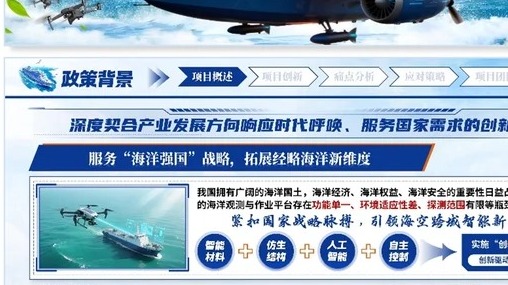 政策背景
项目概述
项目创新
痛点分析
应对策略
项目团
深度契合产业发展方向响应时代呼唤、服务国家需求的创新
服务“海洋强国”战略，拓展经略海洋新维度
我国拥有广阔的海洋国土，海洋经济、海洋权益、海洋安全的重要性日益
的海洋观测与作业平台存在功能单一、环境适应性差、探测范围有限等瓶
紧扣国家战略脉搏，引领海空跨域智能新
智能材料 + 仿生结构 + 人工智能 + 自主控制
实施“创
创新驱动